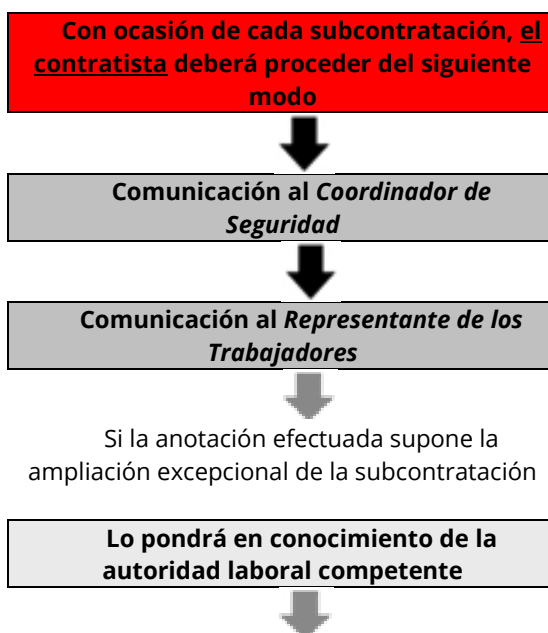 Con ocasión de cada subcontratación, el
contratista deberá proceder del siguiente
modo
Comunicación al Coordinador de
Seguridad
Comunicación al Representante de los
Trabajadores
Si la anotación efectuada supone la
ampliación excepcional de la subcontratación
Lo pondrá en conocimiento de la
autoridad laboral competente